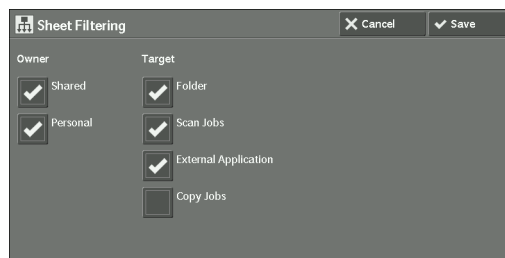 Sheet Filtering
Cancel
Save
Owner
Target
Shared
Folder
Personal
Scan Jobs
External Application
Copy Jobs